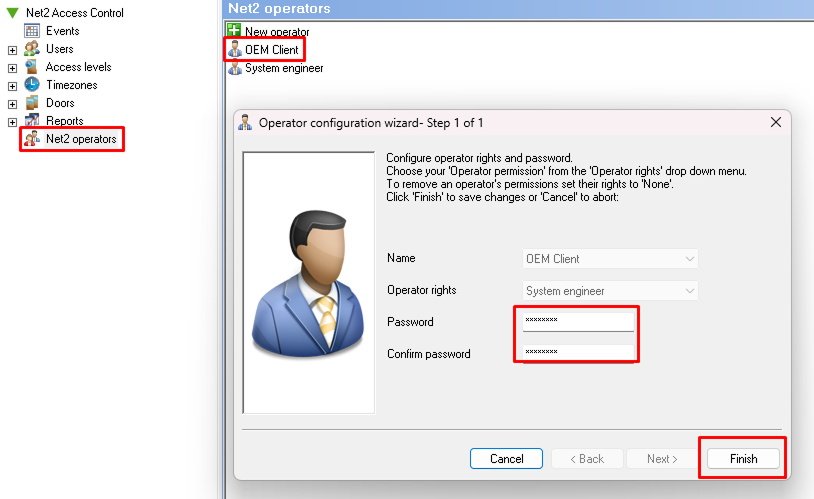 Net2 Access Control
Events
Users
Access levels
Timezones
Doors
Reports
Net2 operators
Net2 operators
New operator
OEM Client
System engineer
Operator configuration wizard- Step 1 of 1
Configure operator rights and password.
Choose your 'Operator permission' from the 'Operator rights' drop down menu.
To remove an operator's permissions set their rights to 'None'.
Click 'Finish' to save changes or 'Cancel' to abort:
Name
OEM Client
Operator rights
System engineer
Password
xxxxxxxx
Confirm password
xxxxxxxx
Cancel
< Back
Next >
Finish